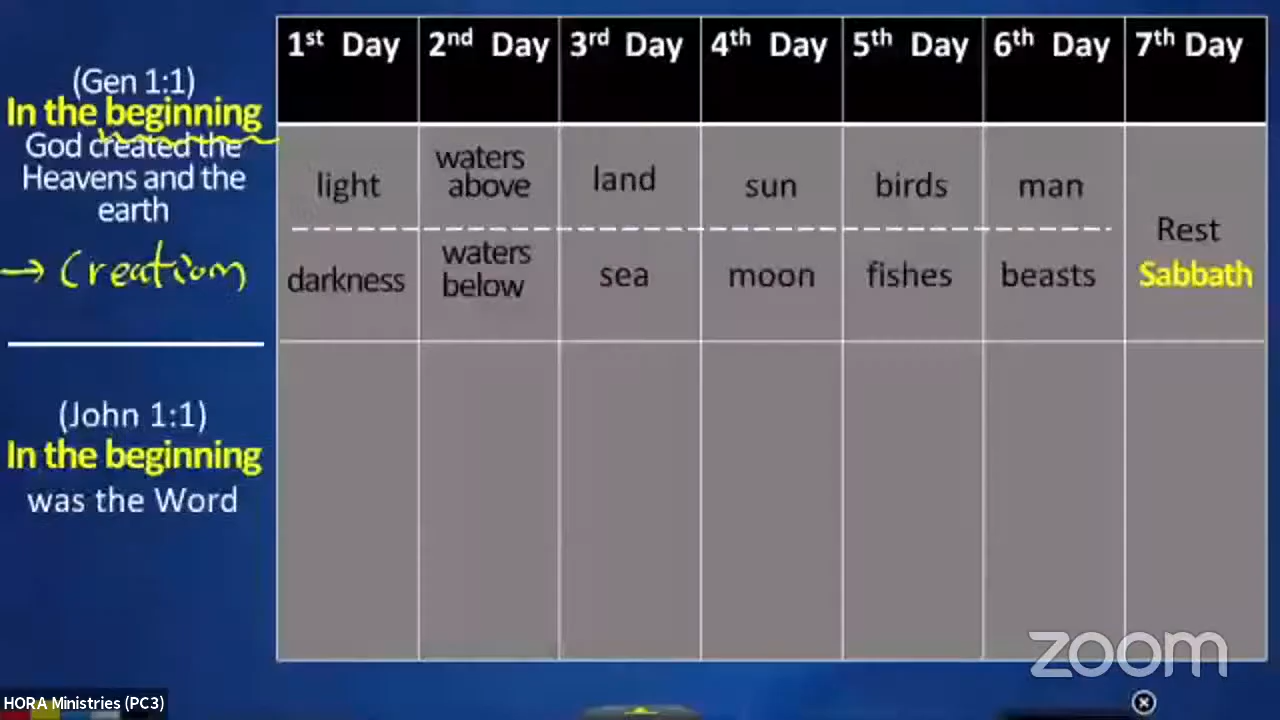 (Gen 1:1)
In the beginning
God created the
Heavens and the
earth
→ Creation
(John 1:1)
In the beginning
was the Word
1st Day 2nd Day 3rd Day 4th Day 5th Day 6th Day 7th Day
light
darkness
waters
above
waters
below
land
sea
sun
moon
birds
fishes
man
beasts
Rest
Sabbath
zoom
HORA Ministries (PC3)